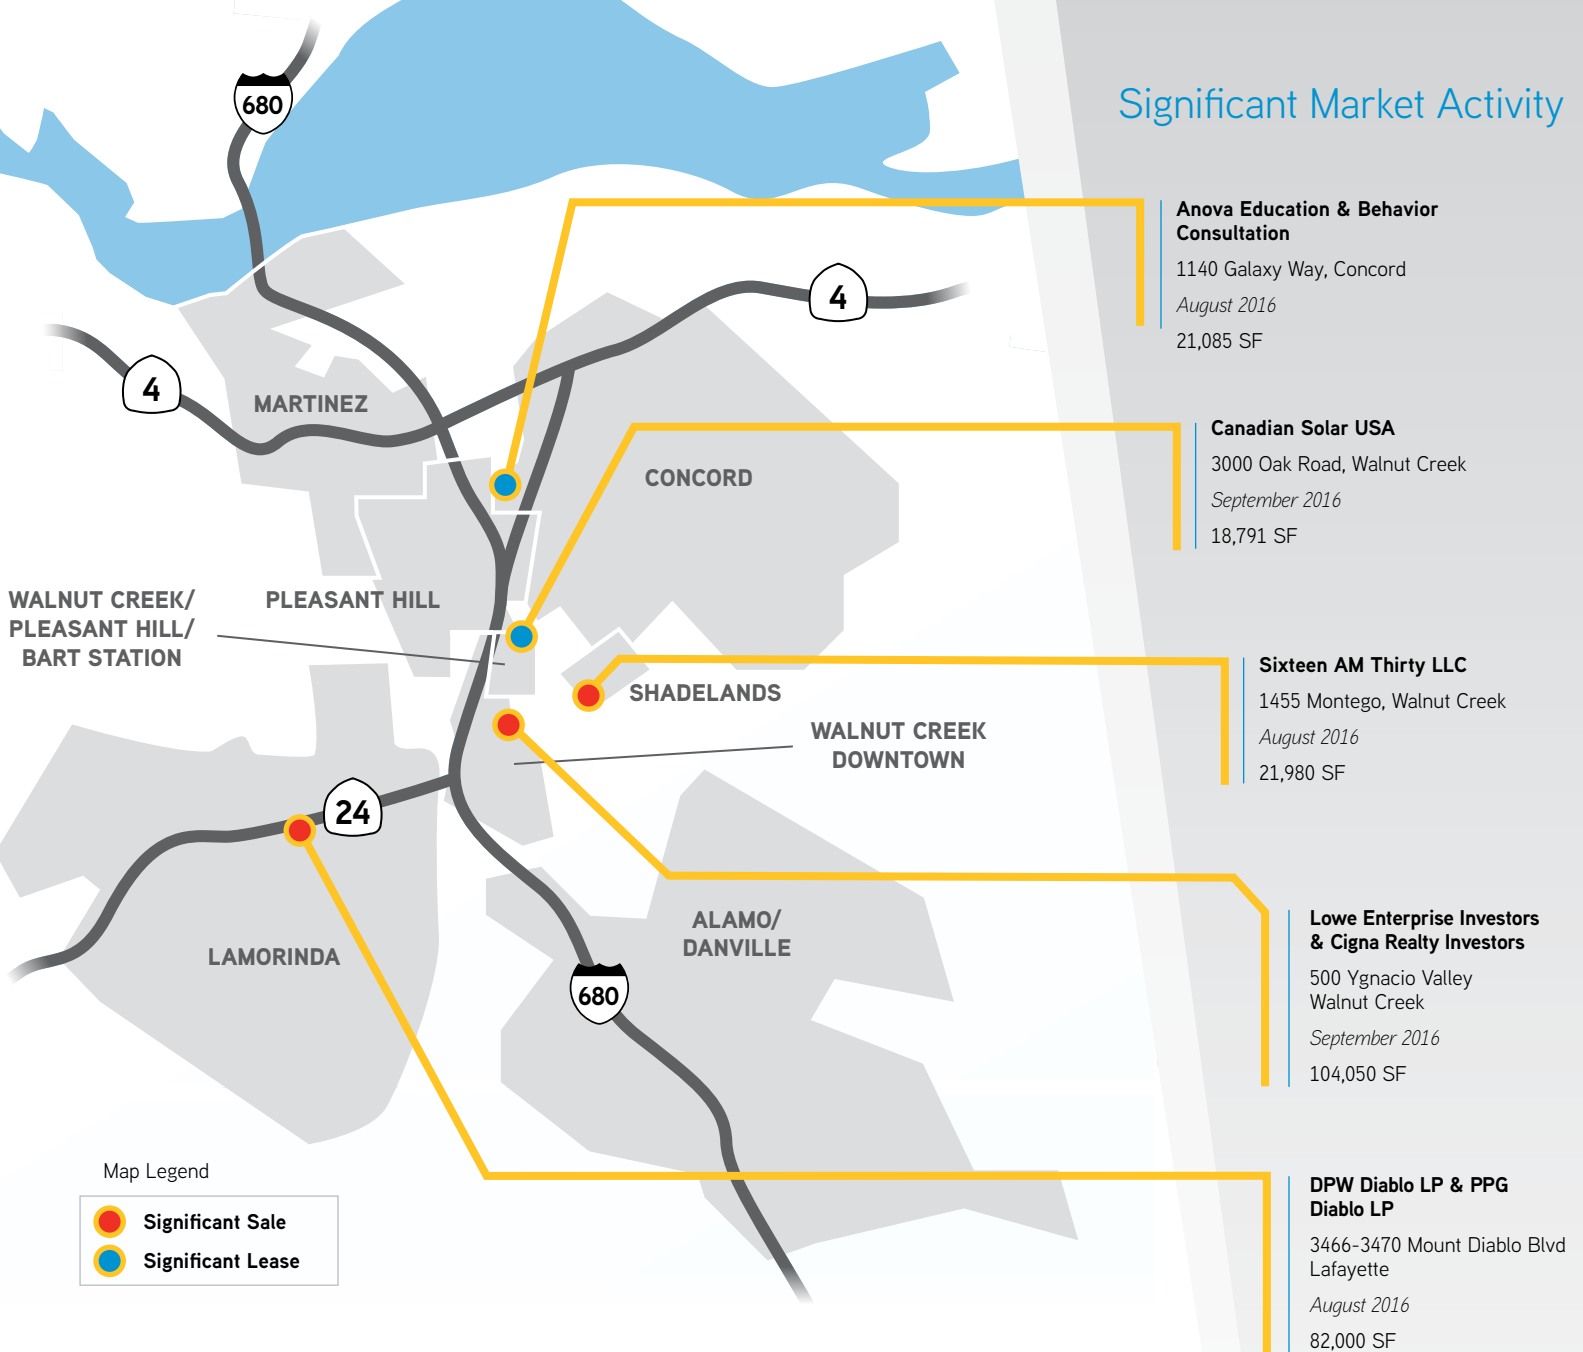 Significant Market Activity
680
4
4
MARTINEZ
CONCORD
WALNUT CREEK/
PLEASANT HILL/
BART STATION
PLEASANT HILL
SHADELANDS
WALNUT CREEK
DOWNTOWN
24
LAMORINDA
ALAMO/
DANVILLE
680
Anova Education & Behavior
Consultation
1140 Galaxy Way, Concord
August 2016
21,085 SF
Canadian Solar USA
3000 Oak Road, Walnut Creek
September 2016
18,791 SF
Sixteen AM Thirty LLC
1455 Montego, Walnut Creek
August 2016
21,980 SF
Lowe Enterprise Investors
& Cigna Realty Investors
500 Ygnacio Valley
Walnut Creek
September 2016
104,050 SF
DPW Diablo LP & PPG
Diablo LP
3466-3470 Mount Diablo Blvd
Lafayette
August 2016
82,000 SF
Map Legend
Significant Sale
Significant Lease